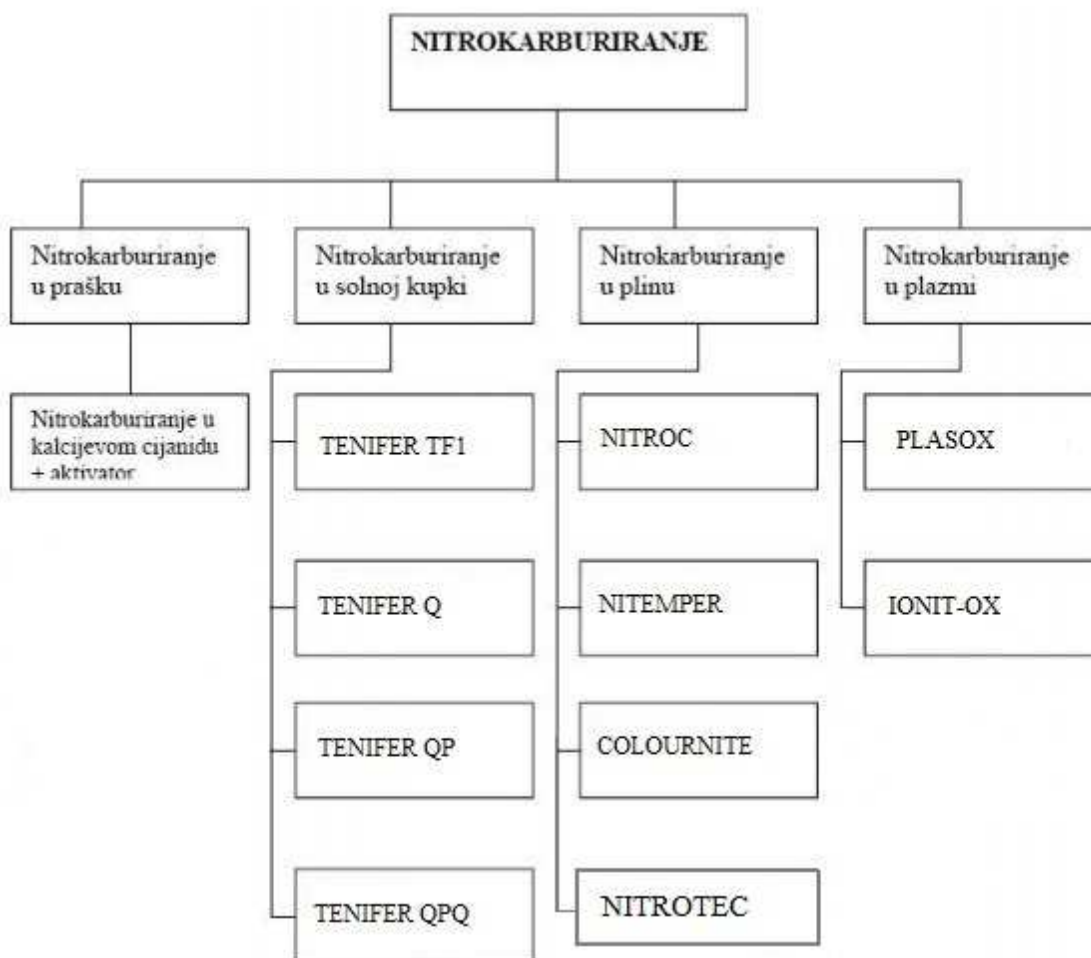 NITROKARBURIRANJE
Nitrokarburiranje
u prašku
Nitrokarburiranje
u solnoj kupki
Nitrokarburiranje
u plinu
Nitrokarburiranje
u plazmi
Nitrokarburiranje u
kalcijevom cijanidu
+ aktivator
TENIFER TF1
NITROC
PLASOX
TENIFER Q
NITEMPER
IONIT-OX
TENIFER QP
COLOURNITE
TENIFER QPQ
NITROTEC